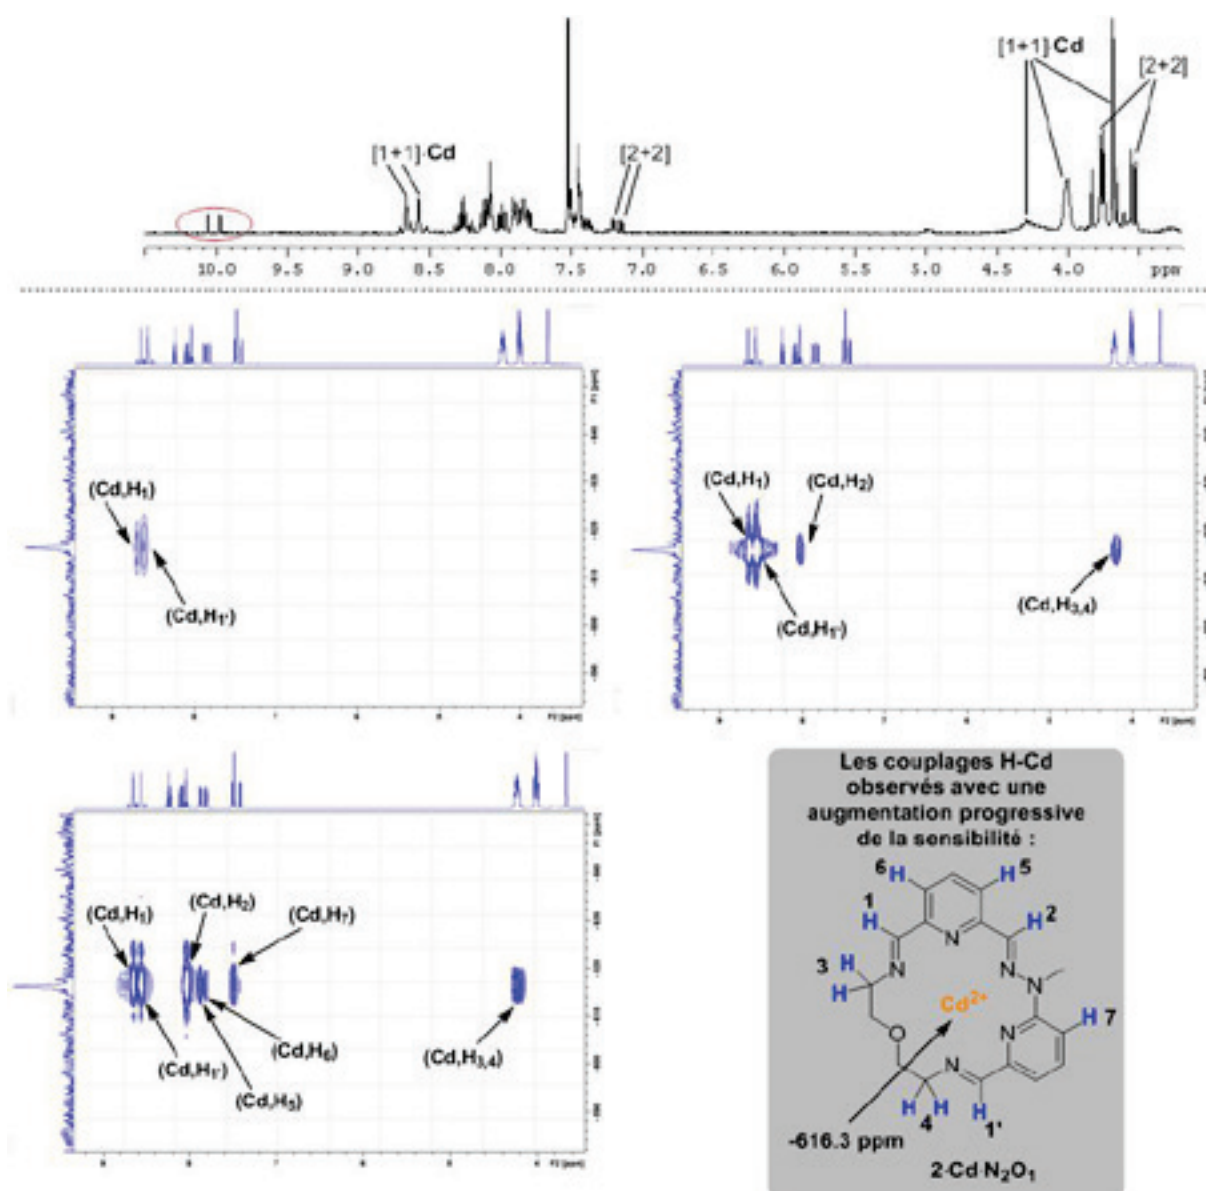 [1+1]·Cd
[2+2]
[1+1]·Cd
[2+2]
10.0 9.5 9.0 8.5 8.0 7.5 7.0 6.5 6.0 5.5 5.0 4.5 4.0 ppm
(Cd,H1)
(Cd,H1')
(Cd,H1)
(Cd,H2)
(Cd,H1')
(Cd,H3,4)
(Cd,H1)
(Cd,H2)
(Cd,H7)
(Cd,H1')
(Cd,H6)
(Cd,H5)
(Cd,H3,4)
Les couplages H-Cd
observés avec une
augmentation progressive
de la sensibilité :
6 H H 5
1 H H 2
N
N N
3 H
H
Cd2+
N
H 7
O N
N
H H H
4 1'
-616.3 ppm
2·Cd·N2O1